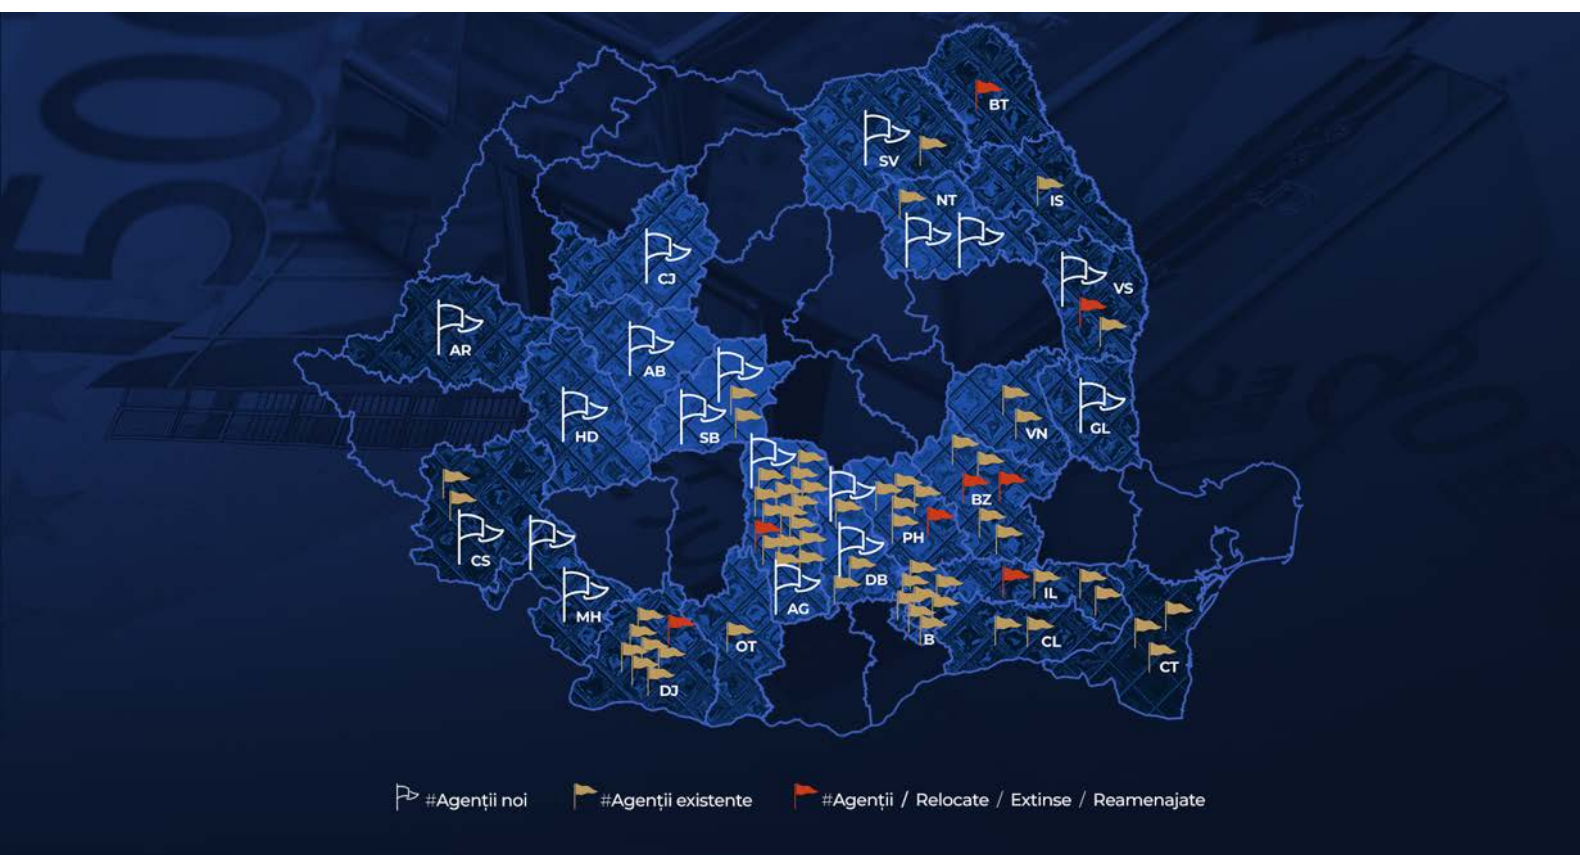 BT
SV
NT
IS
CJ
VS
AR
AB
SB
HD
VN
GL
BZ
CS
PH
DB
IL
MH
AG
OT
B
CL
DJ
CT
#Agenții noi
#Agenții existente
#Agenții / Relocate / Extinse / Reamenajate